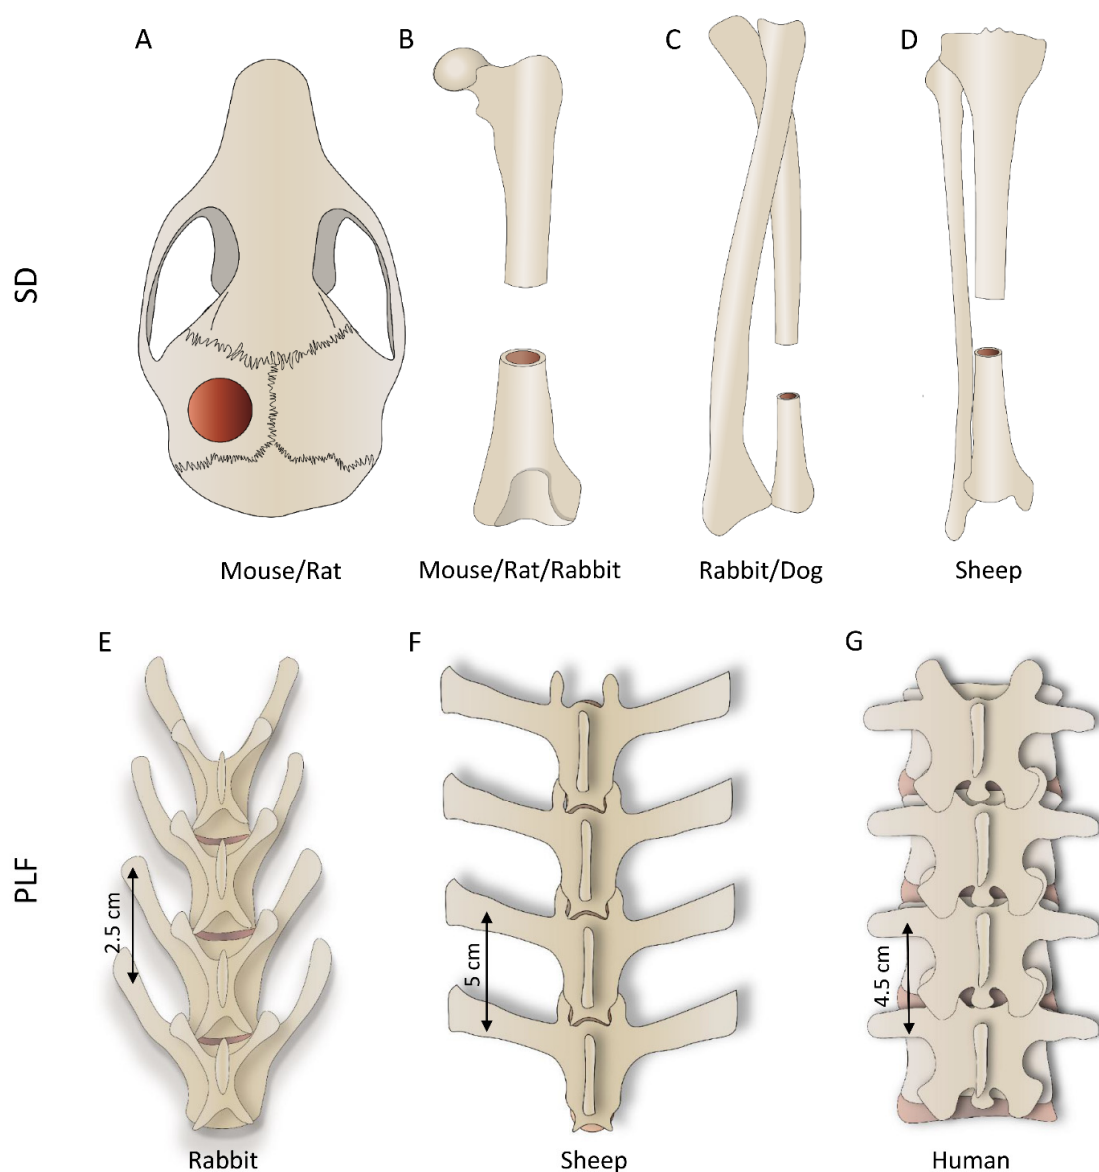 A
B
C
D
SD
Mouse/Rat
Mouse/Rat/Rabbit
Rabbit/Dog
Sheep
E
F
G
PLF
2.5 cm
5 cm
4.5 cm
Rabbit
Sheep
Human